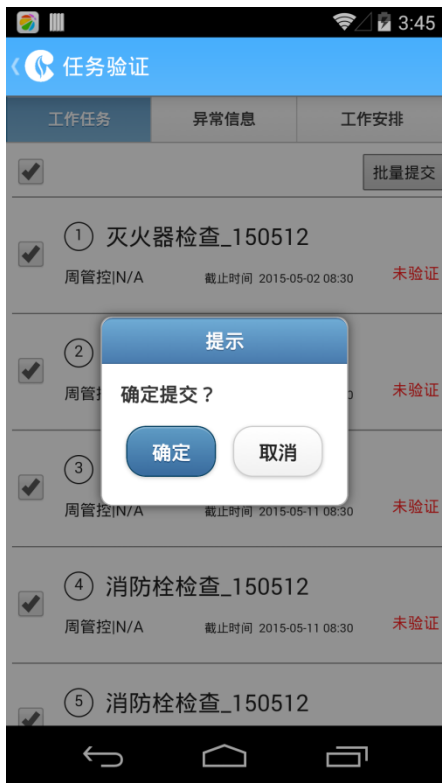 3:45
任务验证
工作任务 异常信息 工作安排
批量提交
1 灭火器检查_150512
周管控|N/A 截止时间 2015-05-02 08:30 未验证
2
周管 未验证
提示
确定提交？
确定 取消
3
周管控|N/A 截止时间 2015-05-11 08:30 未验证
4 消防栓检查_150512
周管控|N/A 截止时间 2015-05-11 08:30 未验证
5 消防栓检查_150512